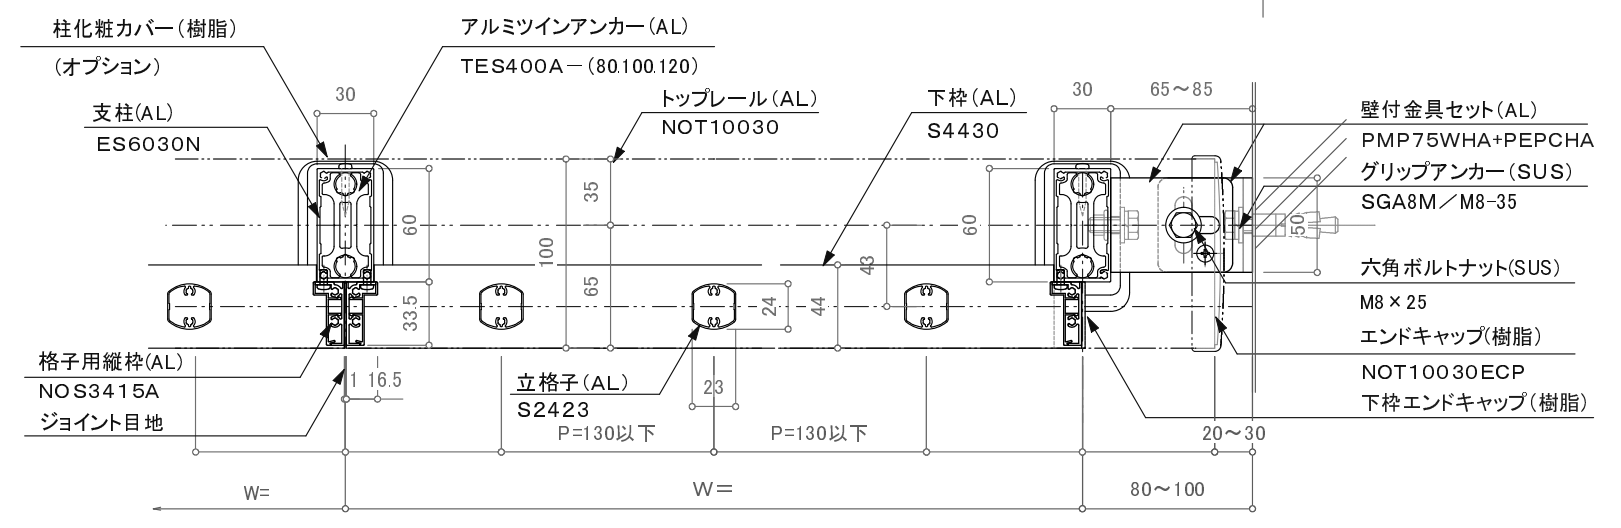 柱化粧カバー(樹脂)
(オプション)
アルミツインアンカー(AL)
TES400A－(80.100.120)
支柱(AL)
ES6030N
30
トップレール(AL)
NOT10030
下枠(AL)
S4430
30
65～85
壁付金具セット(AL)
PMP75WHA+PEPCHA
グリップアンカー(SUS)
SGA8M／M8-35
六角ボルトナット(SUS)
M8×25
エンドキャップ(樹脂)
NOT10030ECP
下枠エンドキャップ(樹脂)
60
33.5
100
35
65
24
44
43
60
50
格子用縦枠(AL)
NOS3415A
ジョイント目地
1
16.5
立格子(AL)
S2423
23
P=130以下
P=130以下
20～30
W=
W=
80～100